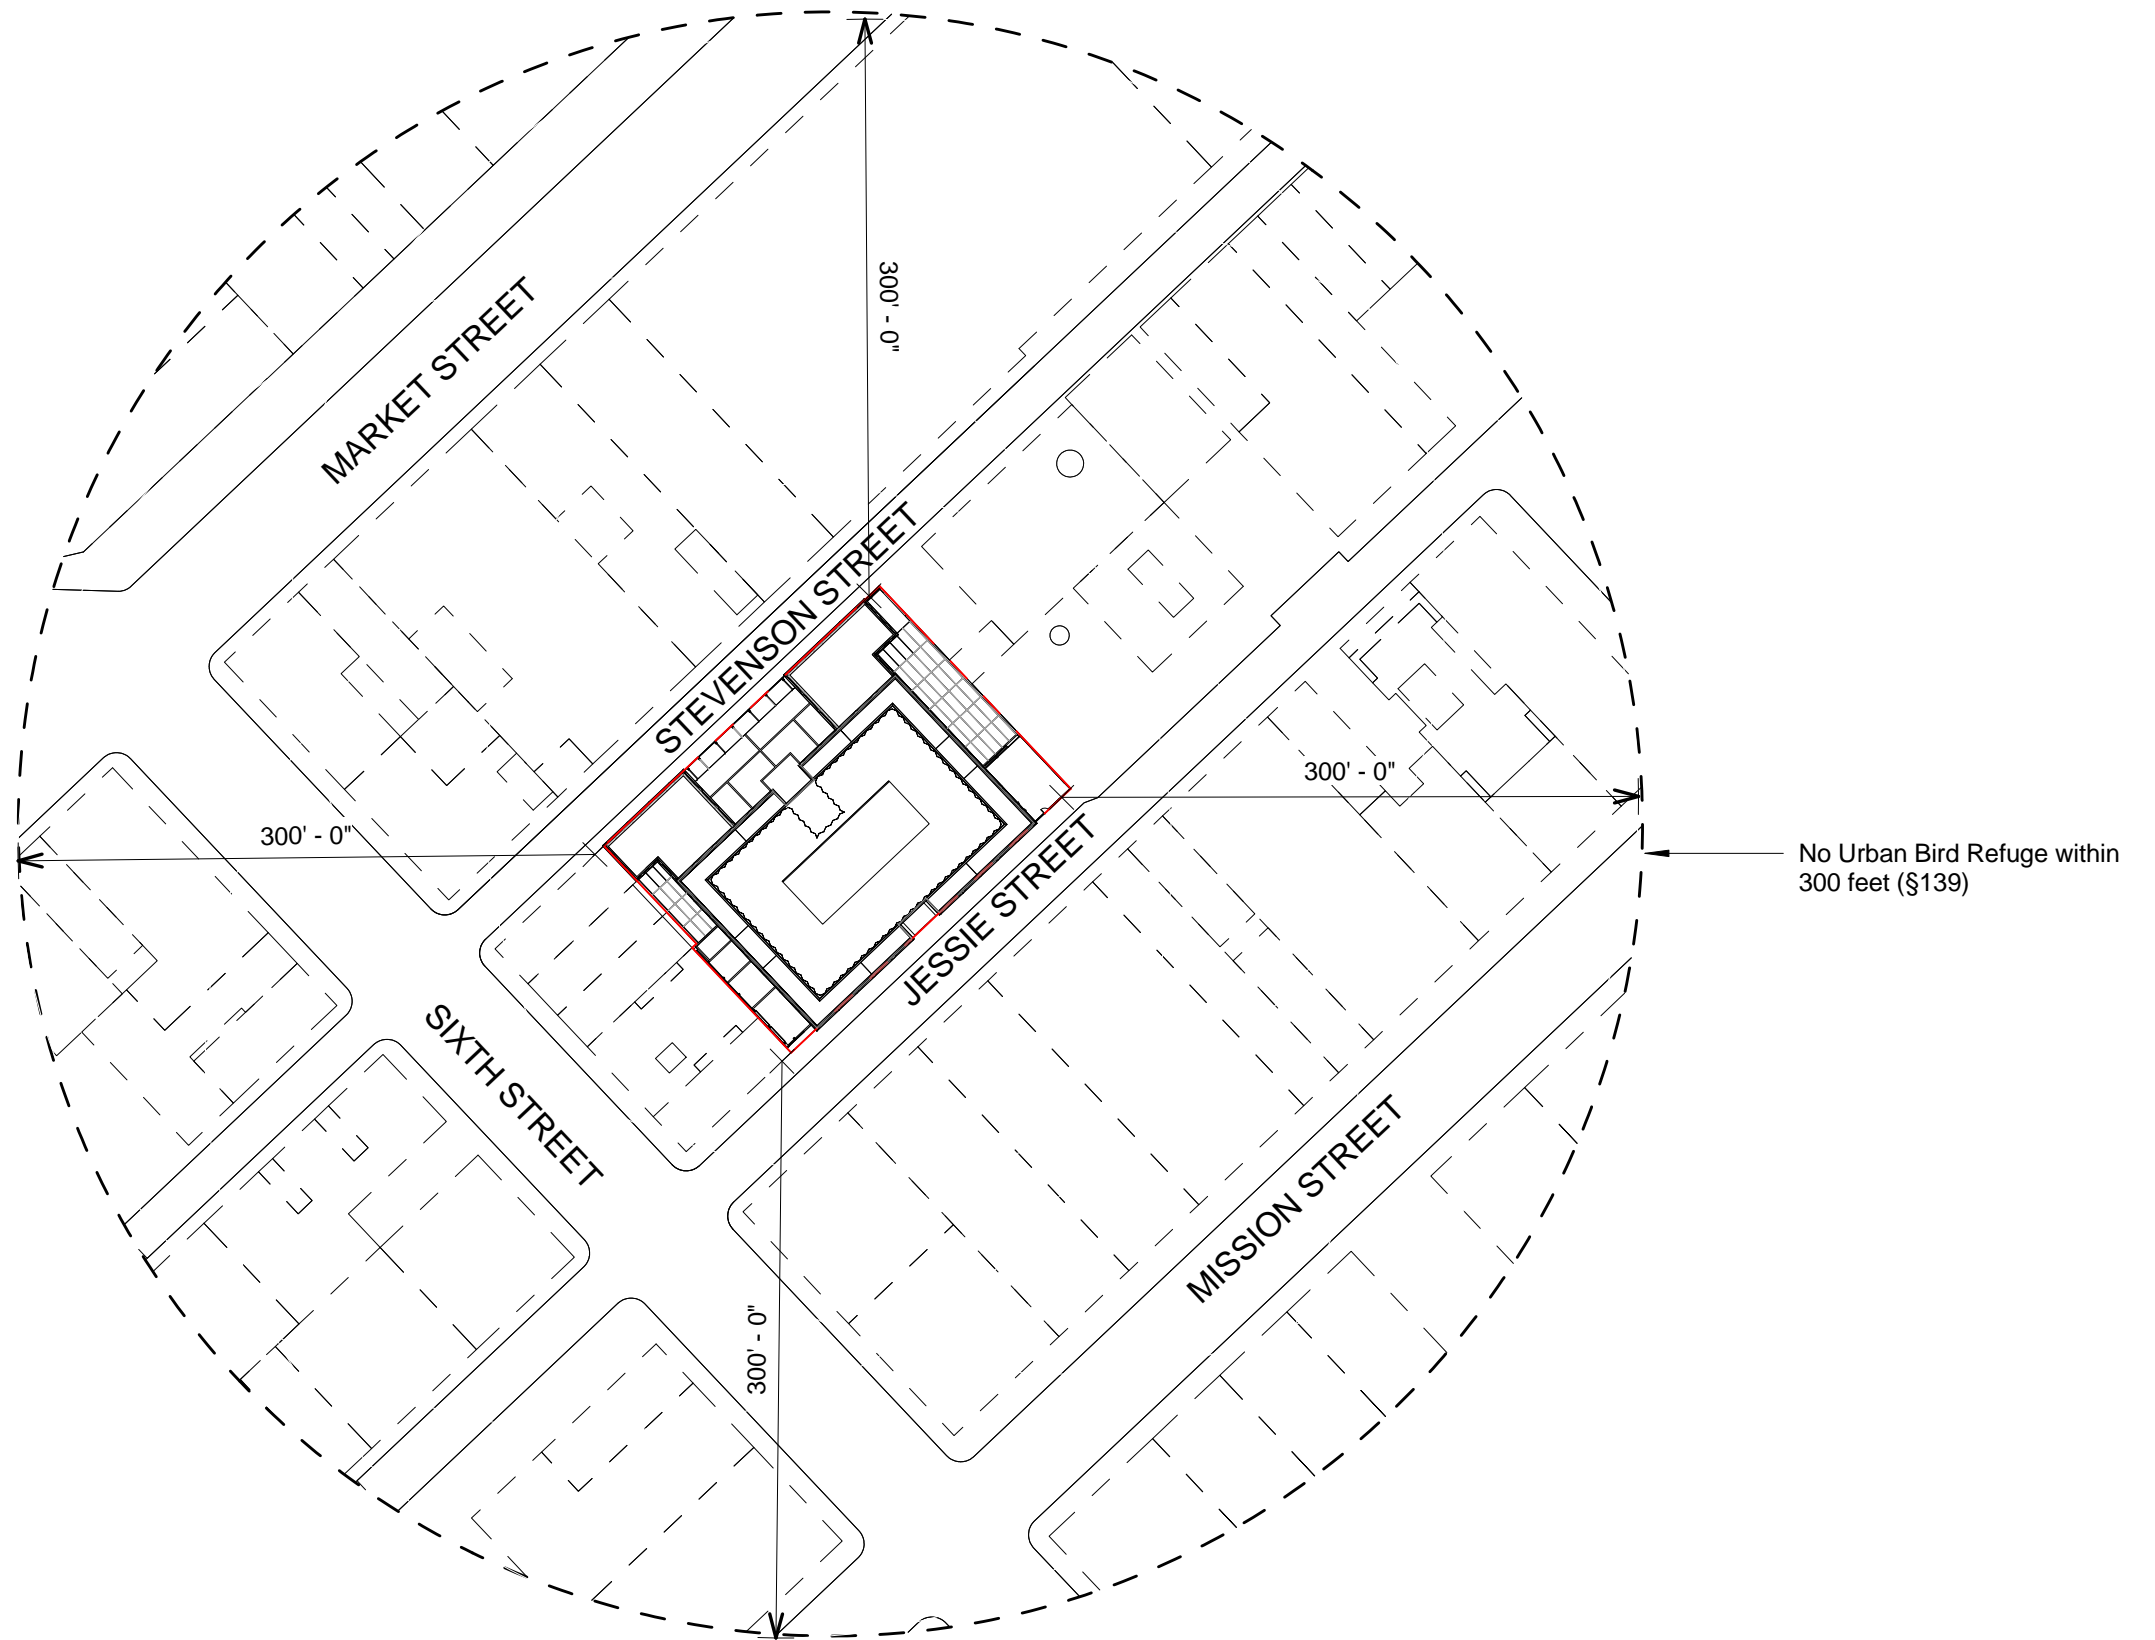 300' - 0"
MARKET STREET
STEVENSON STREET
300' - 0"
300' - 0"
No Urban Bird Refuge within
300 feet (§139)
JESSIE STREET
SIXTH STREET
MISSION STREET
300' - 0"